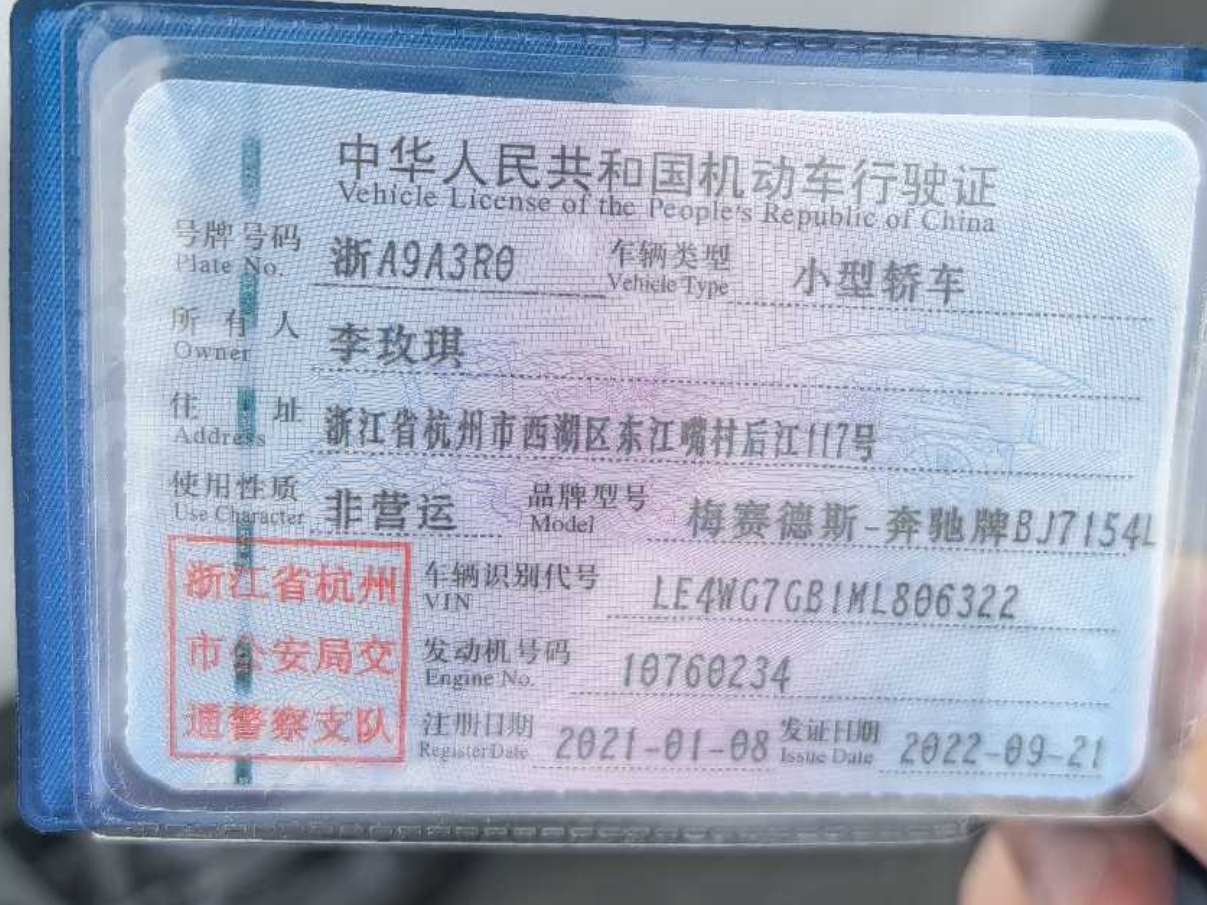 中华人民共和国机动车行驶证
Vehicle License of the People's Republic of China
号牌号码 浙A9A3R0 车辆类型 小型轿车
Plate No. Vehicle Type
所有人 李玫琪
Owner
住址 浙江省杭州市西湖区东江嘴村后江117号
Address
使用性质 非营运 品牌型号 梅赛德斯-奔驰牌BJ7154L
Use Character Model
浙江省杭州
市公安局交
通警察支队
车辆识别代号 LE4WG7GB1ML806322
VIN
发动机号码 10760234
Engine No.
注册日期 2021-01-08 发证日期 2022-09-21
Register Date Issue Date